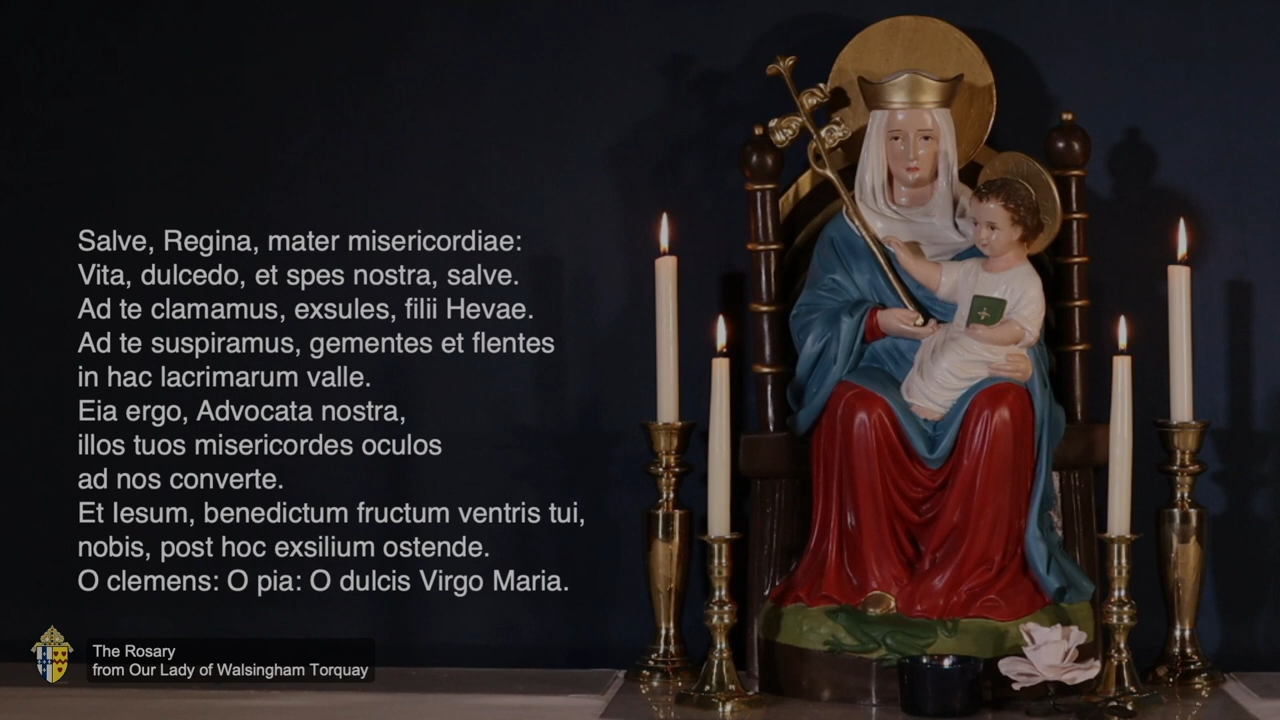 Salve, Regina, mater misericordiae:
Vita, dulcedo, et spes nostra, salve.
Ad te clamamus, exsules, filii Hevae.
Ad te suspiramus, gementes et flentes
in hac lacrimarum valle.
Eia ergo, Advocata nostra,
illos tuos misericordes oculos
ad nos converte.
Et Iesum, benedictum fructum ventris tui,
nobis, post hoc exsilium ostende.
O clemens: O pia: O dulcis Virgo Maria.
The Rosary
from Our Lady of Walsingham Torquay